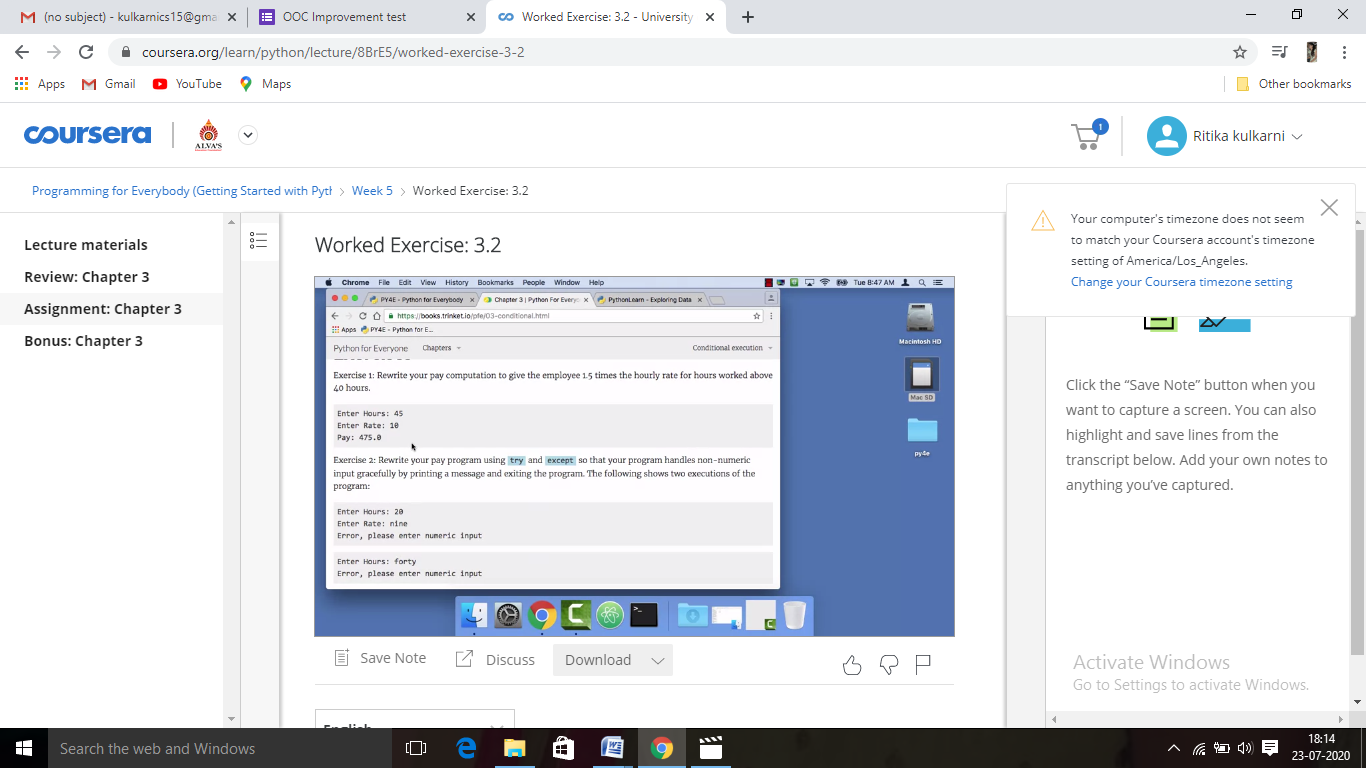 (no subject) - kulkarnics15@gma
OOC Improvement test
Worked Exercise: 3.2 - University
coursera.org/learn/python/lecture/8BrE5/worked-exercise-3-2
Apps Gmail YouTube Maps Other bookmarks
coursera
ALVA'S
1
Ritika kulkarni
Programming for Everybody (Getting Started with Pyt
Week 5
Worked Exercise: 3.2
Your computer's timezone does not seem
to match your Coursera account's timezone
setting of America/Los_Angeles.
Change your Coursera timezone setting
Lecture materials
Review: Chapter 3
Assignment: Chapter 3
Bonus: Chapter 3
Worked Exercise: 3.2
Chrome File Edit View History Bookmarks People Window Help Tue 8:47 AM
PY4E - Python for Everybody
Chapter 3 | Python For Every
PythonLearn - Exploring Data
https://books.trinket.io/pfe/03-conditional.html
Apps PY4E - Python for E...
Python for Everyone Chapters Conditional execution
Exercise 1: Rewrite your pay computation to give the employee 1.5 times the hourly rate for hours worked above
40 hours.
Enter Hours: 45
Enter Rate: 10
Pay: 475.0
Exercise 2: Rewrite your pay program using try and except so that your program handles non-numeric
input gracefully by printing a message and exiting the program. The following shows two executions of the
program:
Enter Hours: 20
Enter Rate: nine
Error, please enter numeric input
Enter Hours: forty
Error, please enter numeric input
Macintosh HD
Mac SD
py4e
Save Note Discuss Download
English
Click the “Save Note” button when you
want to capture a screen. You can also
highlight and save lines from the
transcript below. Add your own notes to
anything you’ve captured.
Activate Windows
Go to Settings to activate Windows.
Search the web and Windows
18:14
23-07-2020